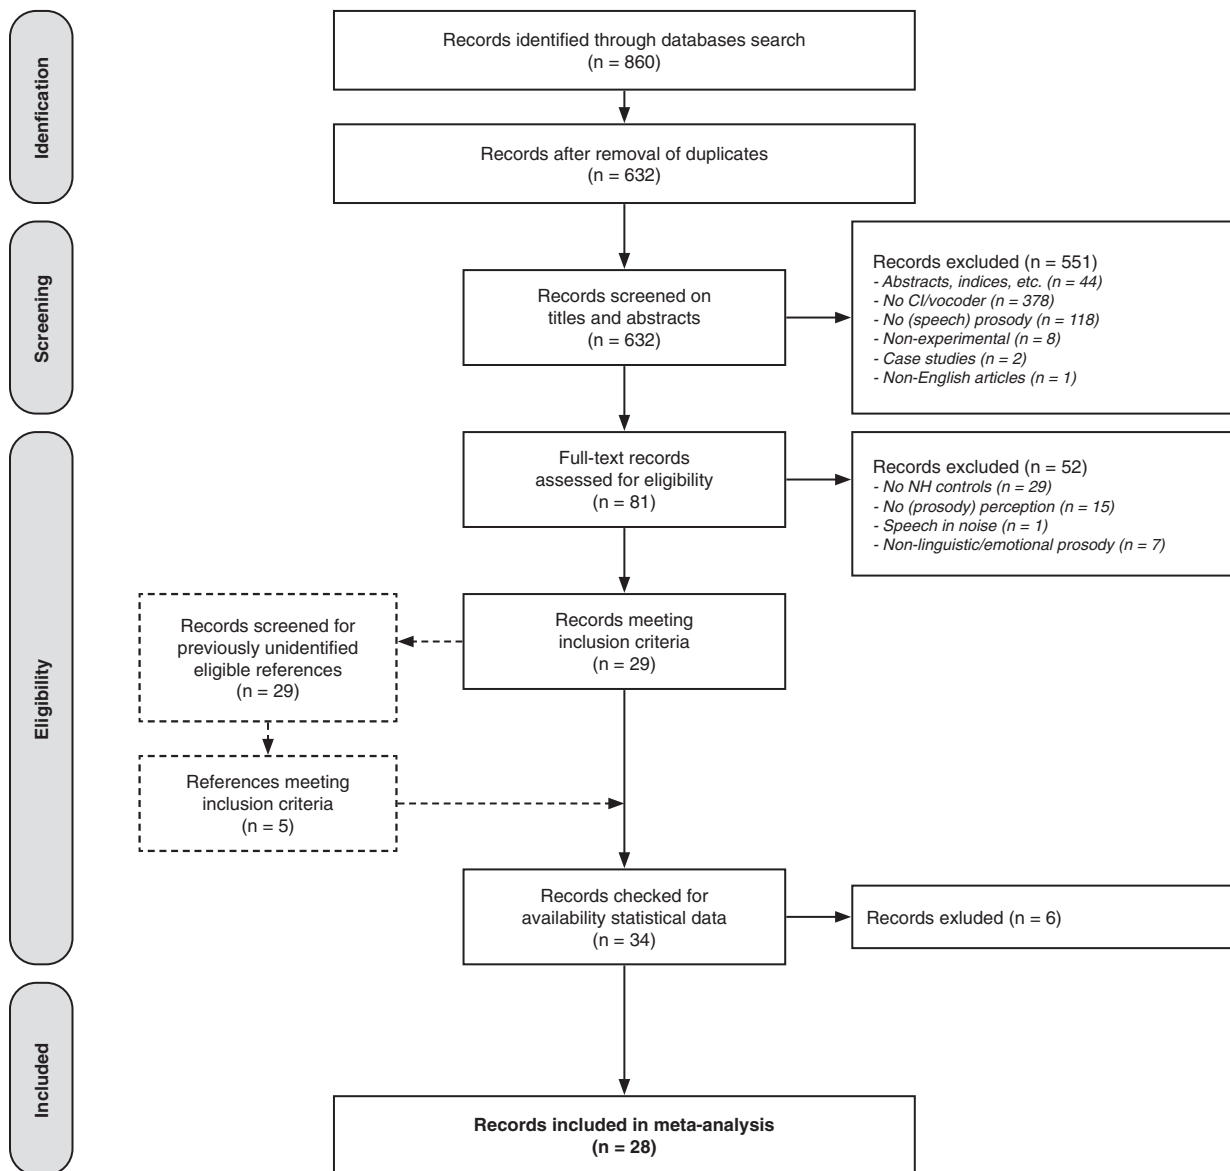 Idenfication
Records identified through databases search
(n = 860)
Records after removal of duplicates
(n = 632)
Screening
Records screened on
titles and abstracts
(n = 632)
Records excluded (n = 551)
- Abstracts, indices, etc. (n = 44)
- No CI/vocoder (n = 378)
- No (speech) prosody (n = 118)
- Non-experimental (n = 8)
- Case studies (n = 2)
- Non-English articles (n = 1)
Eligibility
Full-text records
assessed for eligibility
(n = 81)
Records excluded (n = 52)
- No NH controls (n = 29)
- No (prosody) perception (n = 15)
- Speech in noise (n = 1)
- Non-linguistic/emotional prosody (n = 7)
Records meeting
inclusion criteria
(n = 29)
Records screened for
previously unidentified
eligible references
(n = 29)
References meeting
inclusion criteria
(n = 5)
Records checked for
availability statistical data
(n = 34)
Records exluded (n = 6)
Included
Records included in meta-analysis
(n = 28)